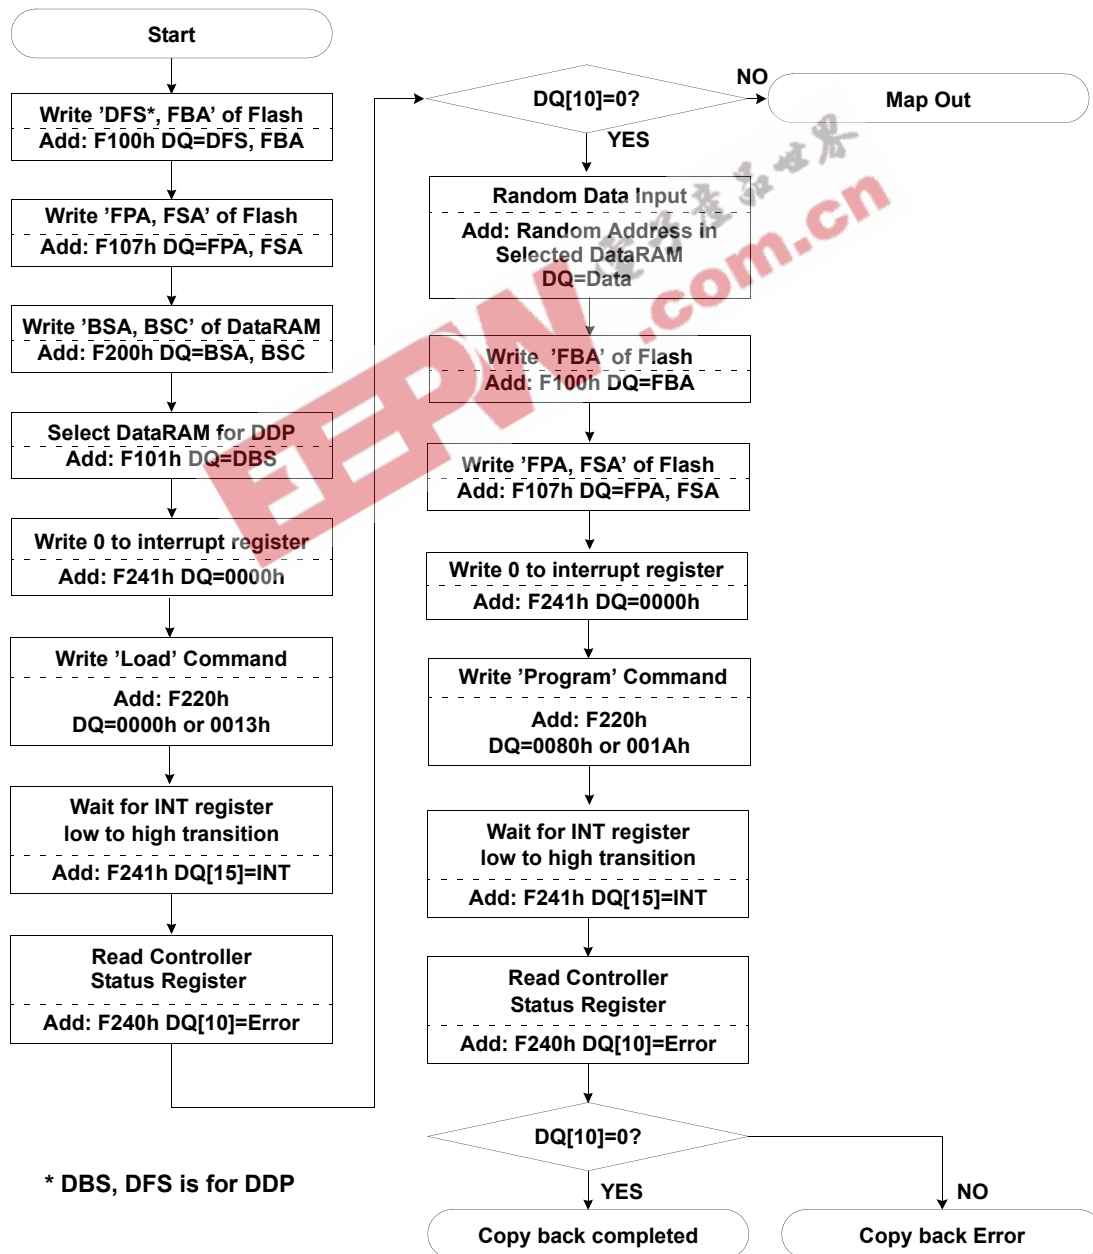 Start
Write 'DFS*, FBA' of Flash
Add: F100h DQ=DFS, FBA
Write 'FPA, FSA' of Flash
Add: F107h DQ=FPA, FSA
Write 'BSA, BSC' of DataRAM
Add: F200h DQ=BSA, BSC
Select DataRAM for DDP
Add: F101h DQ=DBS
Write 0 to interrupt register
Add: F241h DQ=0000h
Write 'Load' Command
Add: F220h
DQ=0000h or 0013h
Wait for INT register
low to high transition
Add: F241h DQ[15]=INT
Read Controller
Status Register
Add: F240h DQ[10]=Error
DQ[10]=0?
NO
Map Out
YES
Random Data Input
Add: Random Address in
Selected DataRAM
DQ=Data
Write 'FBA' of Flash
Add: F100h DQ=FBA
Write 'FPA, FSA' of Flash
Add: F107h DQ=FPA, FSA
Write 0 to interrupt register
Add: F241h DQ=0000h
Write 'Program' Command
Add: F220h
DQ=0080h or 001Ah
Wait for INT register
low to high transition
Add: F241h DQ[15]=INT
Read Controller
Status Register
Add: F240h DQ[10]=Error
DQ[10]=0?
YES
NO
Copy back completed
Copy back Error
* DBS, DFS is for DDP
EEPW.com.cn
電子產品世界